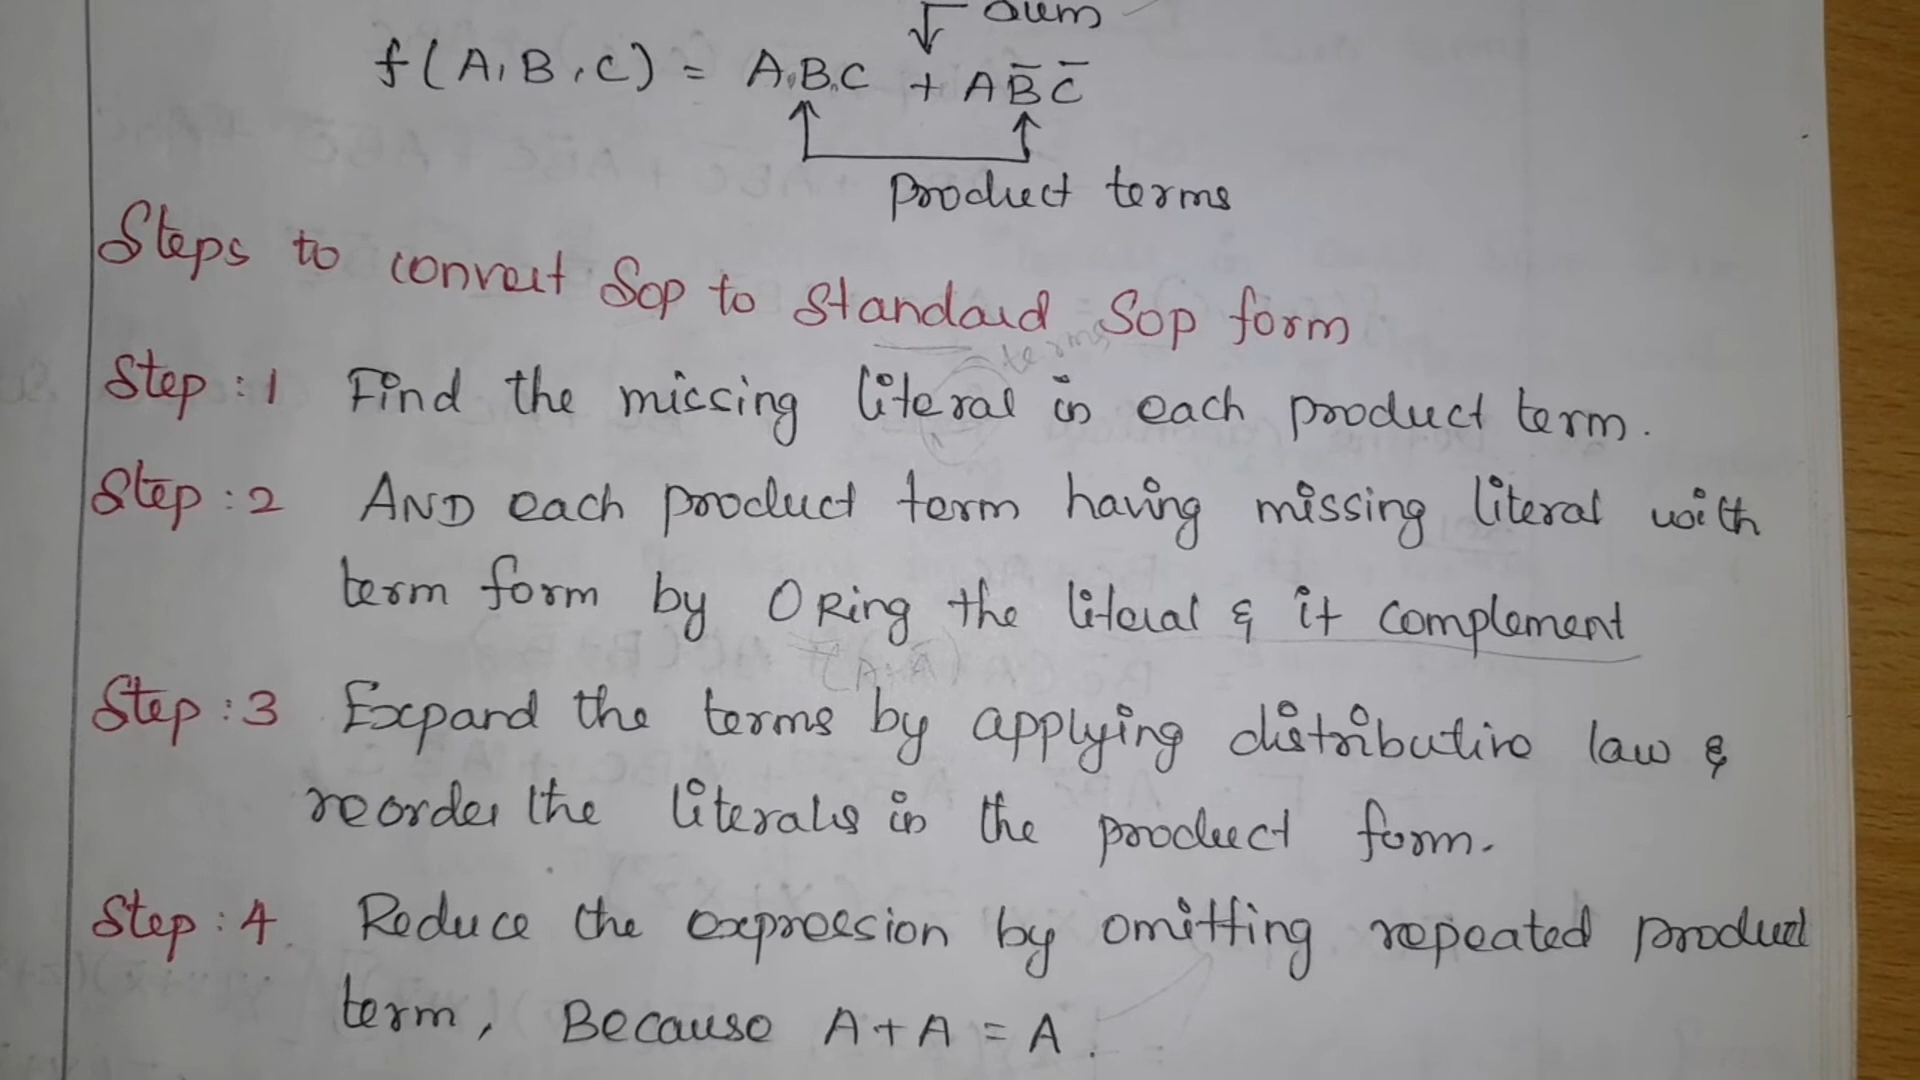 Sum
f(A,B,C) = A.B.C + AB̅C̅
Product terms
Steps to convert Sop to Standard Sop form
terms
Step:1 Find the missing literal in each product term.
Step:2 AND each product term having missing literal with
term form by ORing the literal & it complement
(A+A̅)
Step:3 Expand the terms by applying distributive law &
reorder the literals in the product form.
Step:4. Reduce the expression by omitting repeated product
term, Because A+A = A.